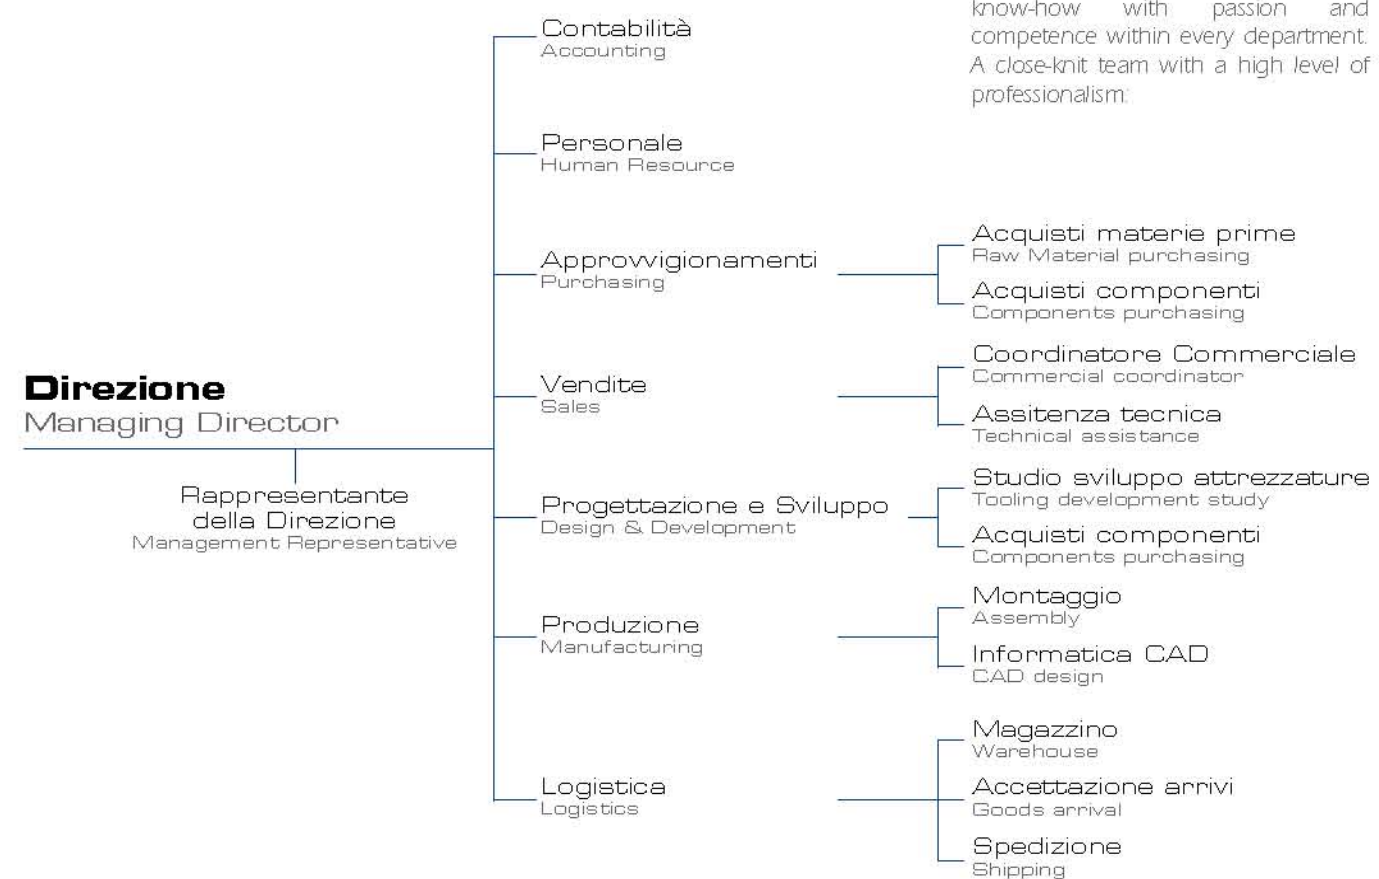 know-how with passion and
competence within every department.
A close-knit team with a high level of
professionalism:
Direzione
Managing Director
Rappresentante
della Direzione
Management Representative
Contabilità
Accounting
Personale
Human Resource
Approvvigionamenti
Purchasing
Acquisti materie prime
Raw Material purchasing
Acquisti componenti
Components purchasing
Vendite
Sales
Coordinatore Commerciale
Commercial coordinator
Assitenza tecnica
Technical assistance
Progettazione e Sviluppo
Design & Development
Studio sviluppo attrezzature
Tooling development study
Acquisti componenti
Components purchasing
Produzione
Manufacturing
Montaggio
Assembly
Informatica CAD
CAD design
Logistica
Logistics
Magazzino
Warehouse
Accettazione arrivi
Goods arrival
Spedizione
Shipping